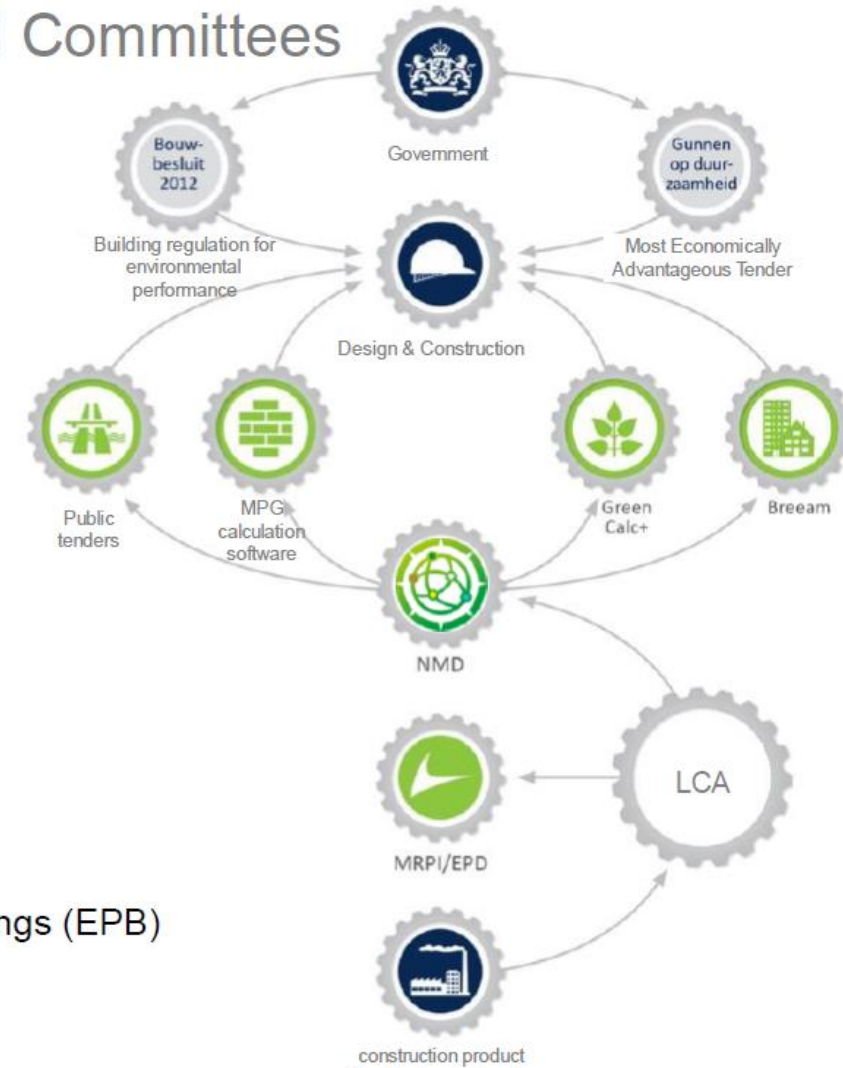 Committees
Government
Bouw-
besluit
2012
Gunnen
op duur-
zaamheid
Building regulation for
environmental
performance
Most Economically
Advantageous Tender
Design & Construction
Public
tenders
MPG
calculation
software
Green
Calc+
Breeam
NMD
LCA
MRPI/EPD
ngs (EPB)
construction product